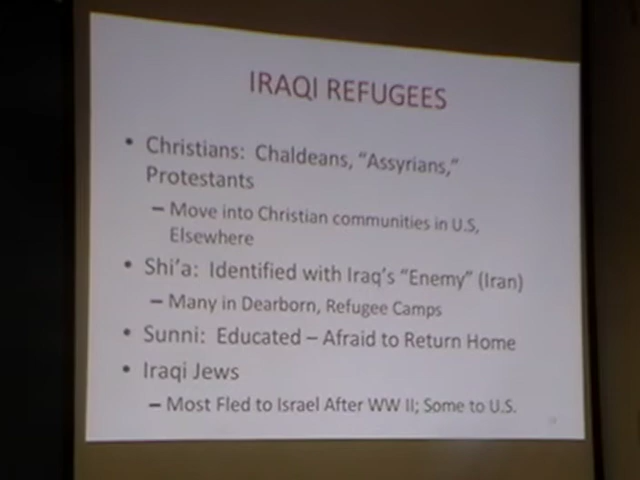 IRAQI REFUGEES
• Christians: Chaldeans, “Assyrians,”
Protestants
– Move into Christian communities in U.S,
Elsewhere
• Shi’a: Identified with Iraq’s “Enemy” (Iran)
– Many in Dearborn, Refugee Camps
• Sunni: Educated – Afraid to Return Home
• Iraqi Jews
– Most Fled to Israel After WW II; Some to U.S.